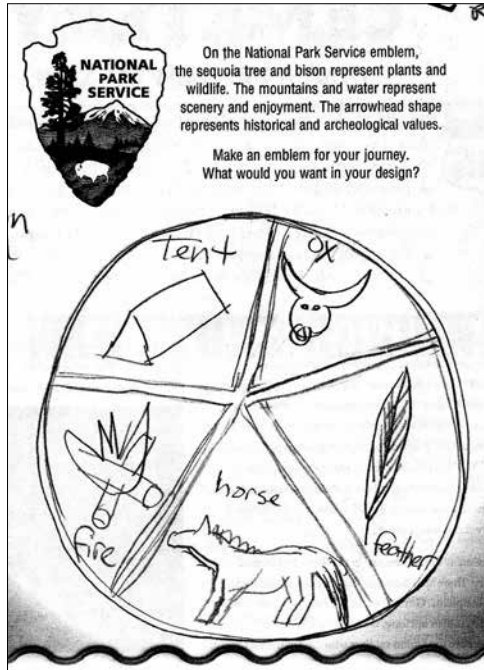 NATIONAL
PARK
SERVICE
On the National Park Service emblem,
the sequoia tree and bison represent plants and
wildlife. The mountains and water represent
scenery and enjoyment. The arrowhead shape
represents historical and archeological values.
Make an emblem for your journey.
What would you want in your design?
n
Tent
Ox
horse
fire
feather